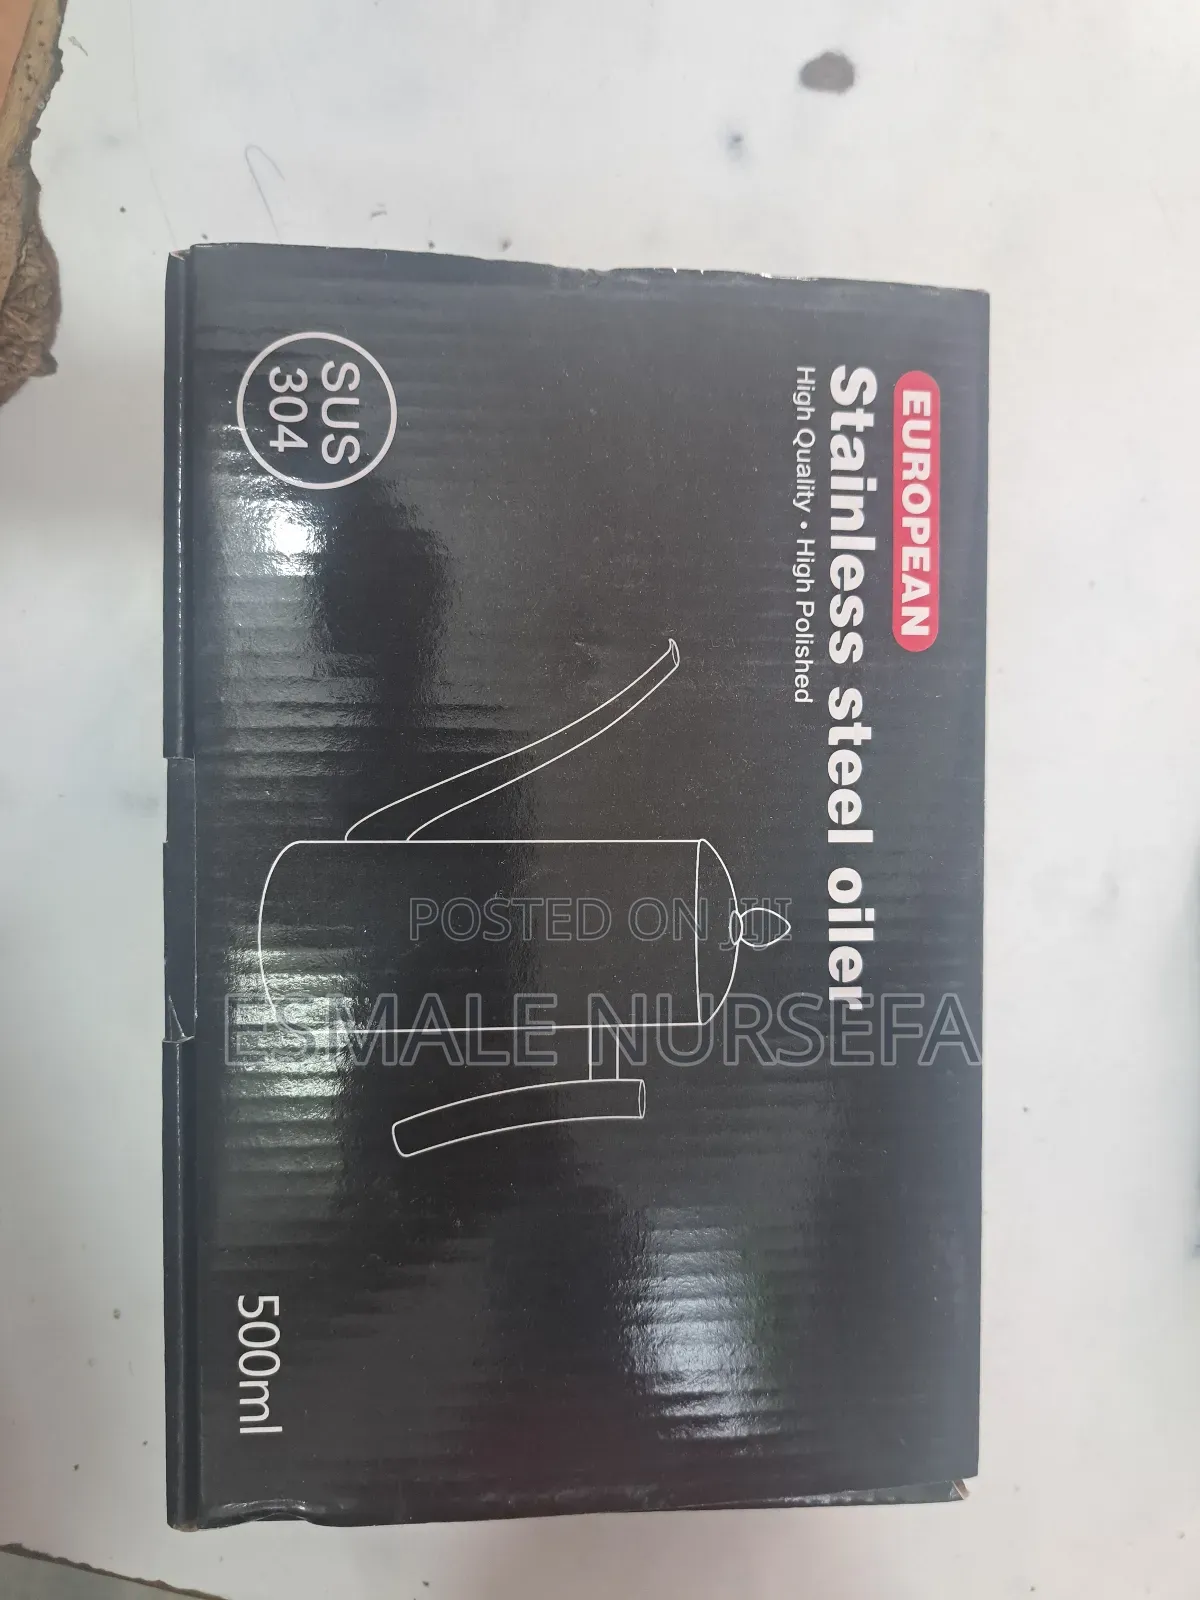 EUROPEAN
Stainless steel oiler
High Quality • High Polished
SUS
304
500ml
POSTED ON JIJI
ESMALE NURSEFA